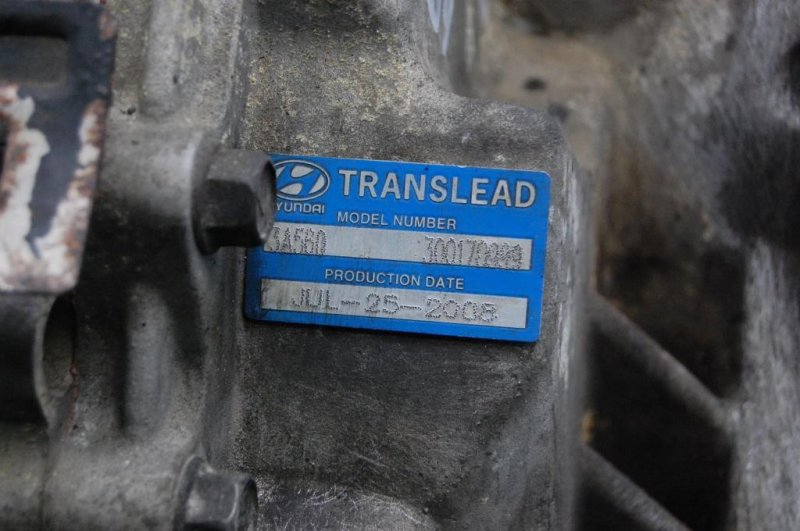 TRANSLEAD
HYUNDAI
MODEL NUMBER
PRODUCTION DATE
JUL-25-2008